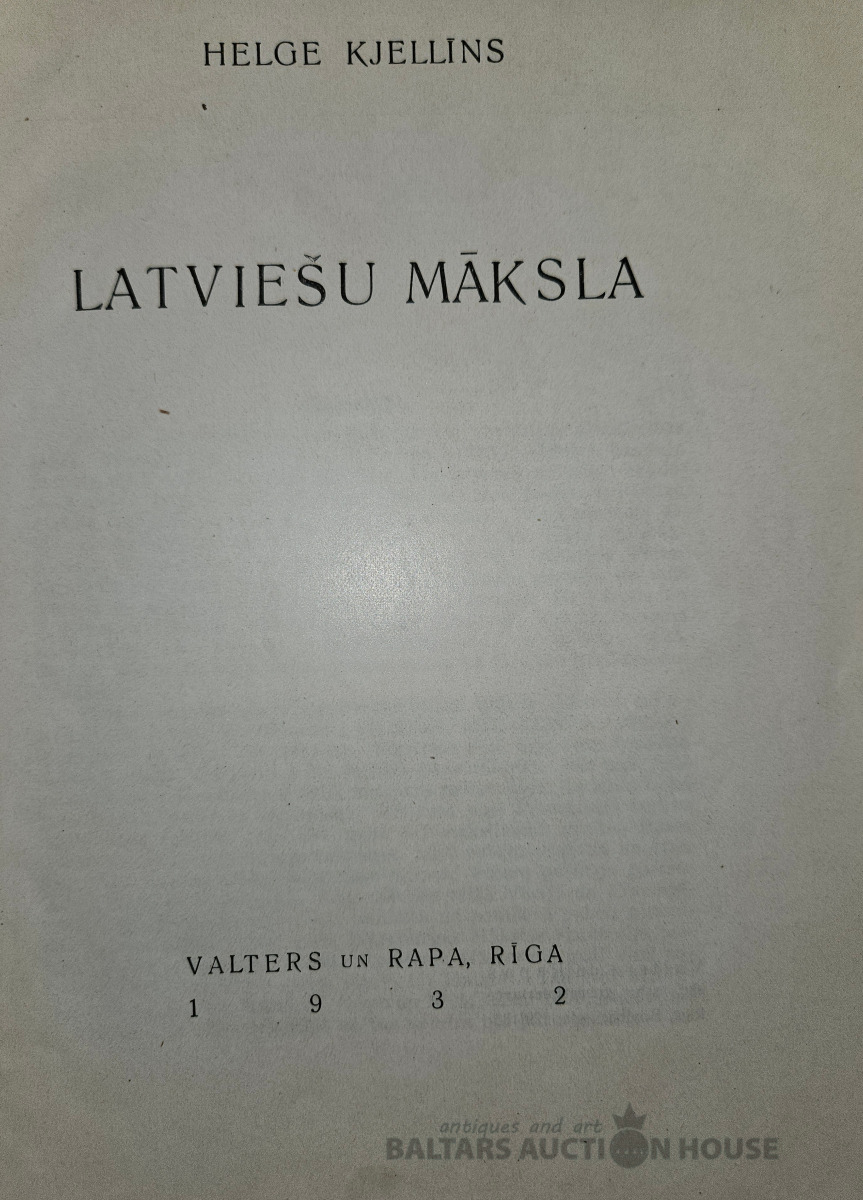 HELGE KJELLĪNS
LATVIEŠU MĀKSLA
VALTERS UN RAPA, RĪGA
1 9 3 2
antiques and art
BALTARS AUCTION HOUSE